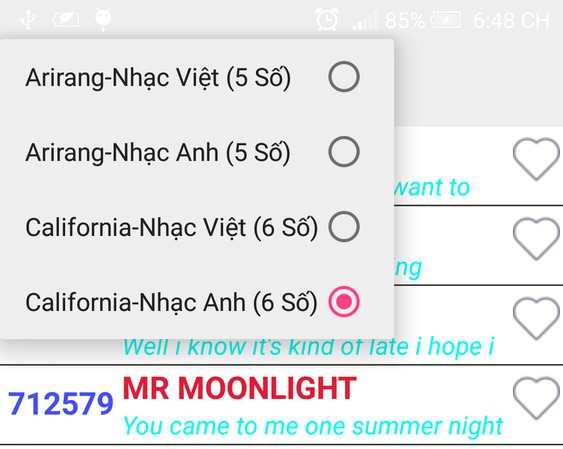 85% 6:48 CH
Arirang-Nhạc Việt (5 Số)
Arirang-Nhạc Anh (5 Số)
want to
California-Nhạc Việt (6 Số)
ing
California-Nhạc Anh (6 Số)
Well i know it's kind of late i hope i
712579 MR MOONLIGHT
You came to me one summer night